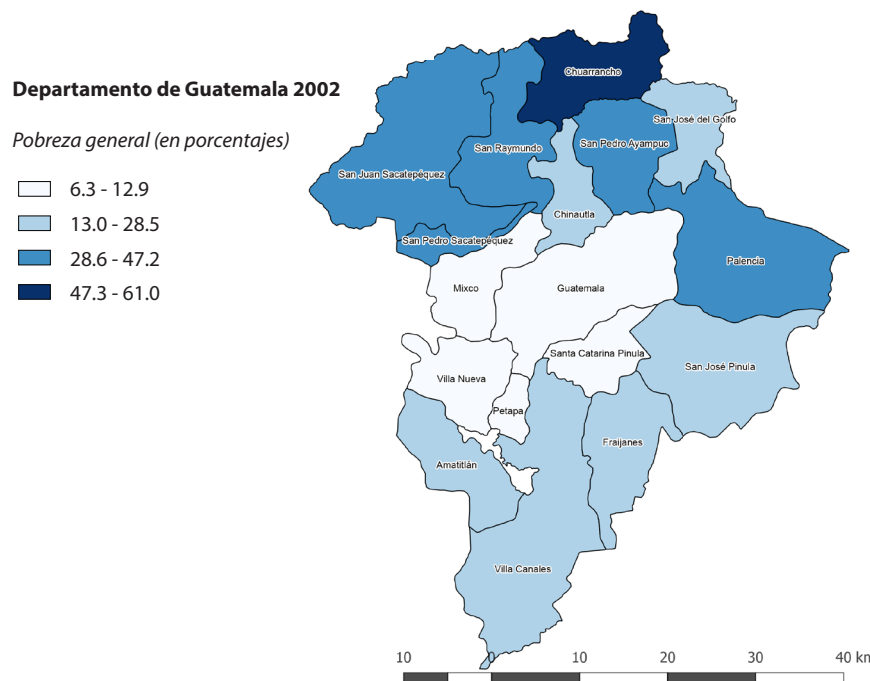 Departamento de Guatemala 2002
Pobreza general (en porcentajes)
6.3 - 12.9
13.0 - 28.5
28.6 - 47.2
47.3 - 61.0
Chuarrancho
San José del Golfo
San Raymundo
San Pedro Ayampuc
San Juan Sacatepéquez
Chinautla
San Pedro Sacatepéquez
Palencia
Mixco
Guatemala
Santa Catarina Pinula
San José Pinula
Villa Nueva
Petapa
Fraijanes
Amatitlán
Villa Canales
10 0 10 20 30 40 km